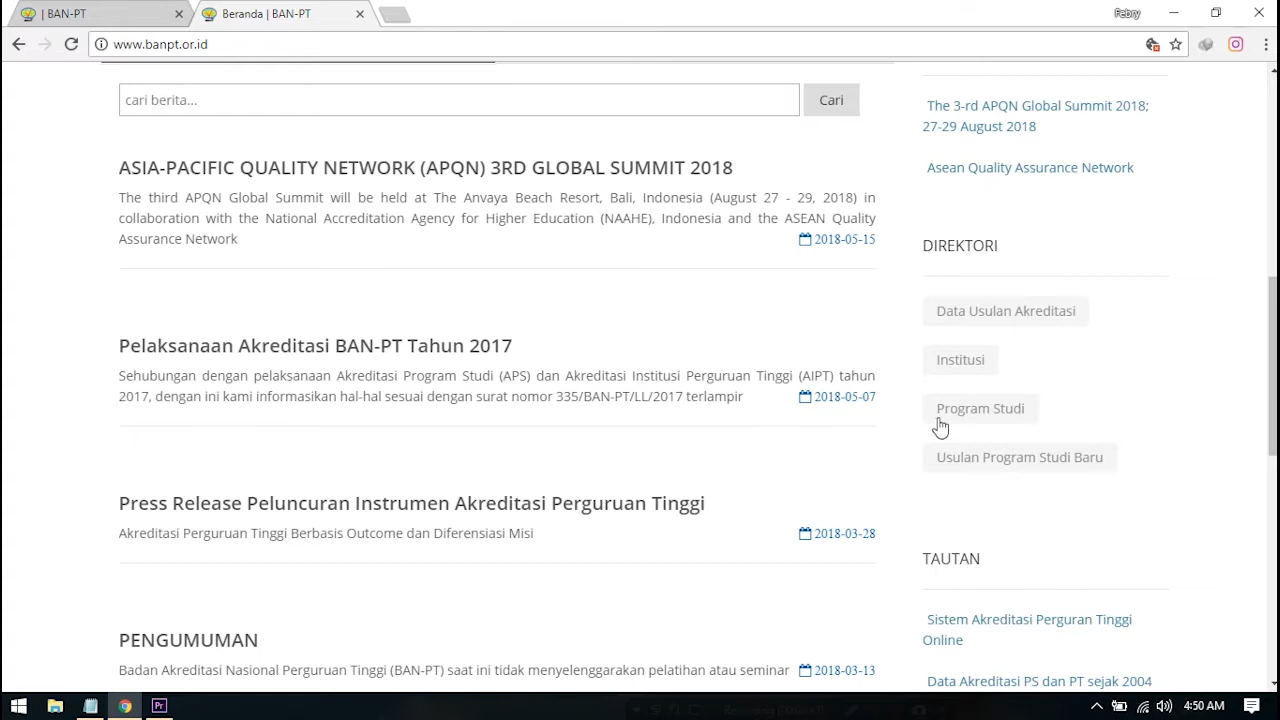 | BAN-PT
Beranda | BAN-PT
Febry
www.banpt.or.id
cari berita...
Cari
ASIA-PACIFIC QUALITY NETWORK (APQN) 3RD GLOBAL SUMMIT 2018
The third APQN Global Summit will be held at The Anvaya Beach Resort, Bali, Indonesia (August 27 - 29, 2018) in
collaboration with the National Accreditation Agency for Higher Education (NAAHE), Indonesia and the ASEAN Quality
Assurance Network
2018-05-15
Pelaksanaan Akreditasi BAN-PT Tahun 2017
Sehubungan dengan pelaksanaan Akreditasi Program Studi (APS) dan Akreditasi Institusi Perguruan Tinggi (AIPT) tahun
2017, dengan ini kami informasikan hal-hal sesuai dengan surat nomor 335/BAN-PT/LL/2017 terlampir
2018-05-07
Press Release Peluncuran Instrumen Akreditasi Perguruan Tinggi
Akreditasi Perguruan Tinggi Berbasis Outcome dan Diferensiasi Misi
2018-03-28
PENGUMUMAN
Badan Akreditasi Nasional Perguruan Tinggi (BAN-PT) saat ini tidak menyelenggarakan pelatihan atau seminar
2018-03-13
The 3-rd APQN Global Summit 2018;
27-29 August 2018
Asean Quality Assurance Network
DIREKTORI
Data Usulan Akreditasi
Institusi
Program Studi
Usulan Program Studi Baru
TAUTAN
Sistem Akreditasi Perguran Tinggi
Online
Data Akreditasi PS dan PT sejak 2004
Pr
4:50 AM